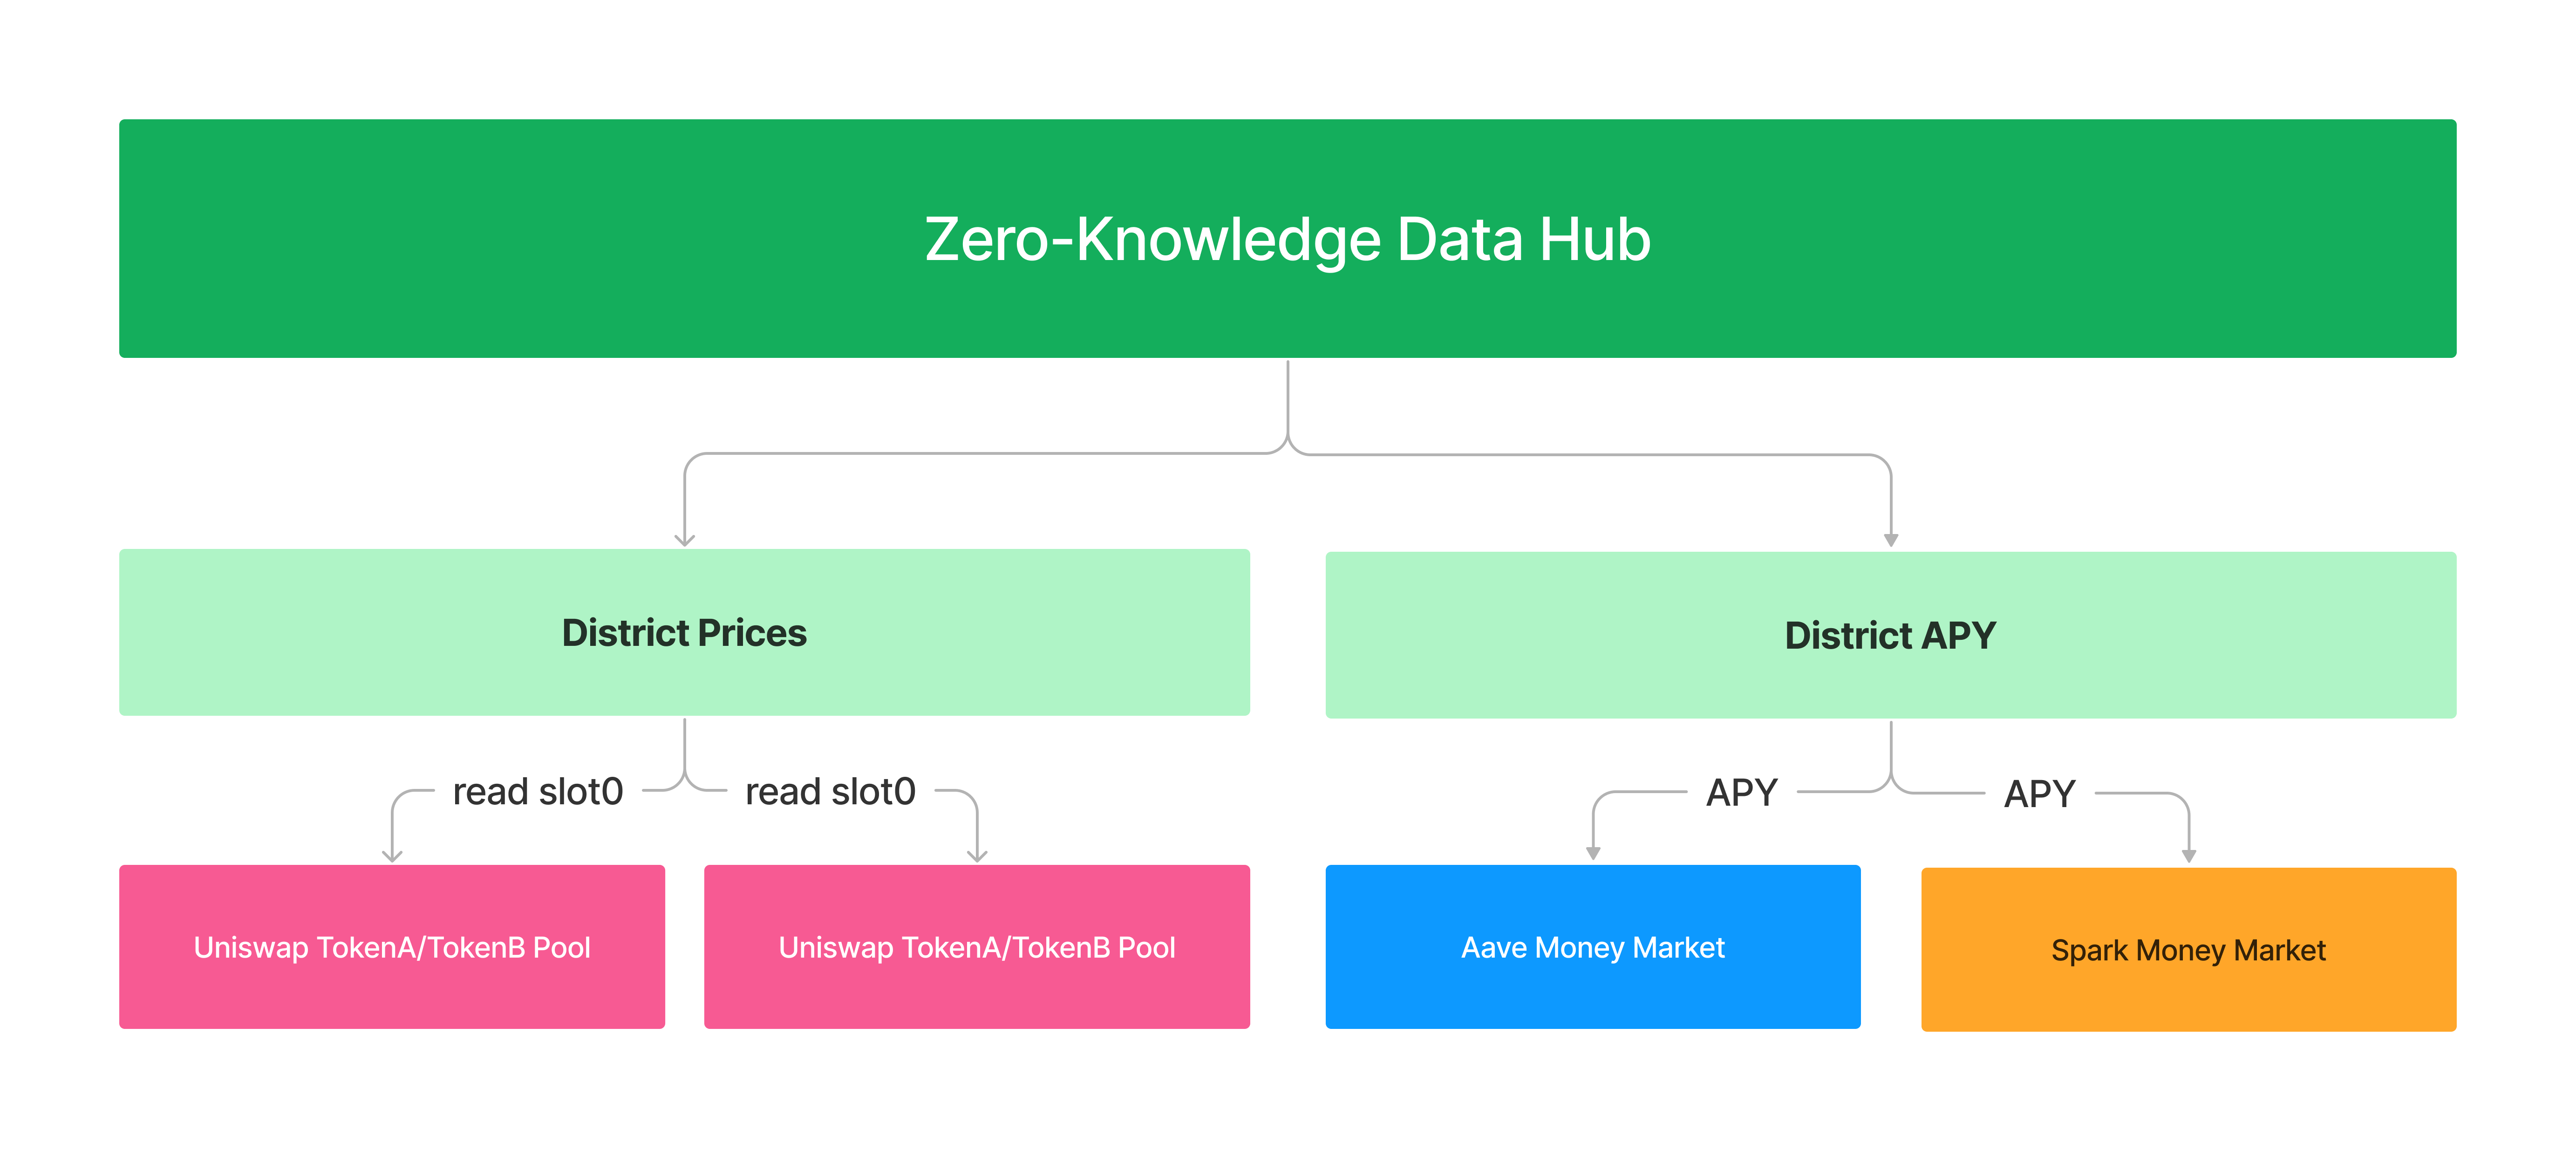 Zero-Knowledge Data Hub
District Prices
District APY
read slot0
read slot0
APY
APY
Uniswap TokenA/TokenB Pool
Uniswap TokenA/TokenB Pool
Aave Money Market
Spark Money Market